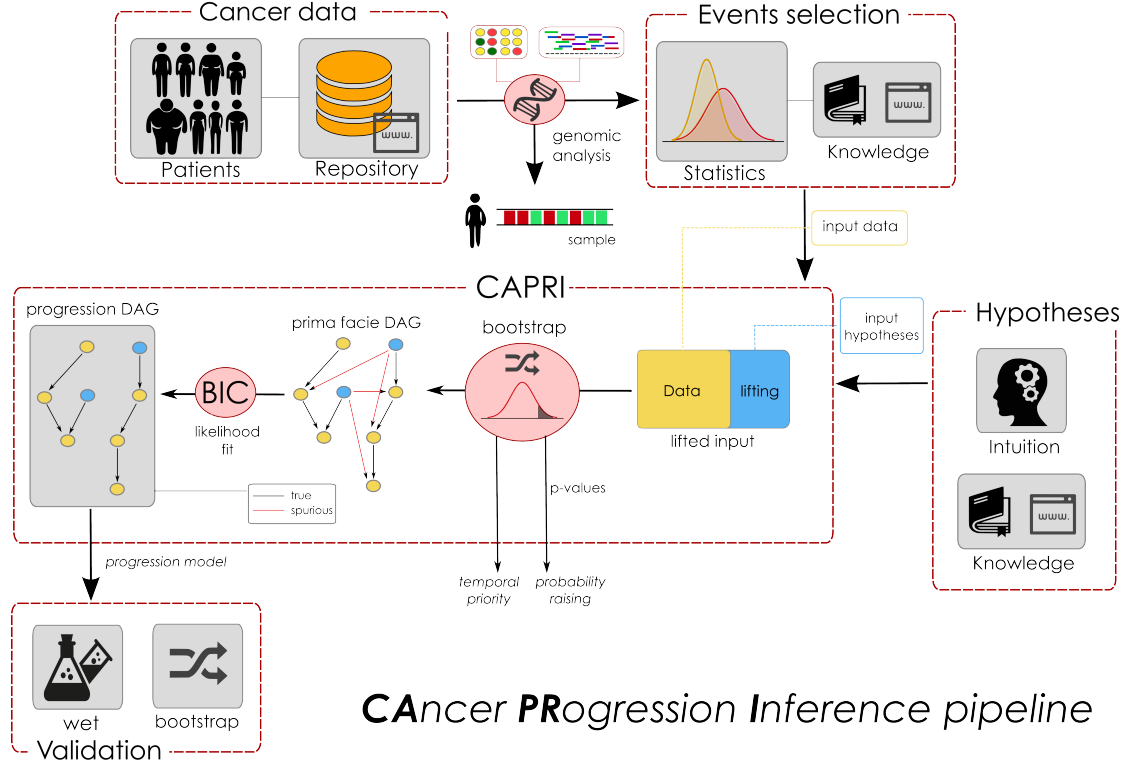 Cancer data
Patients
www.
Repository
genomic
analysis
sample
Events selection
Statistics
www.
Knowledge
input data
input
hypotheses
Hypotheses
Intuition
www.
Knowledge
CAPRI
progression DAG
prima facie DAG
bootstrap
BIC
likelihood
fit
Data
lifting
lifted input
true
spurious
p-values
temporal
priority
probability
raising
progression model
wet
bootstrap
Validation
CAncer PRogression Inference pipeline